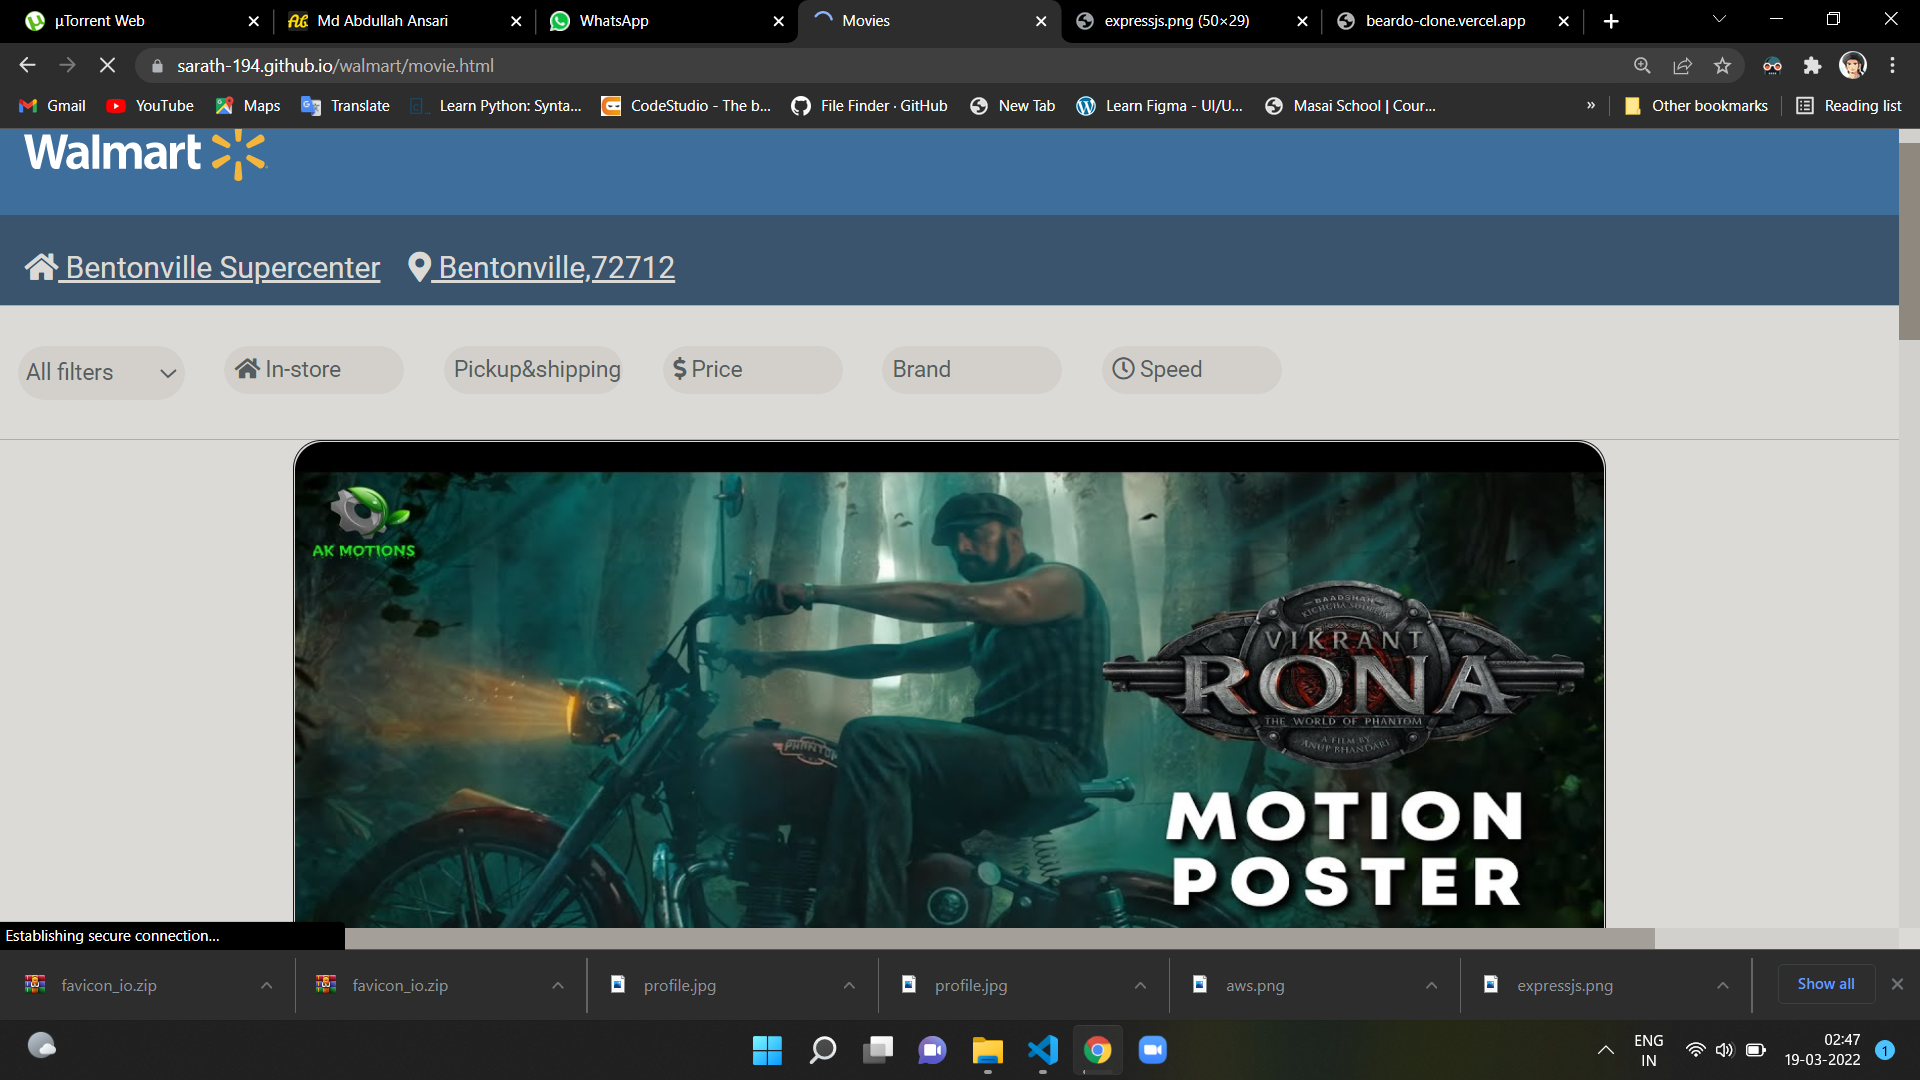 µTorrent Web
Md Abdullah Ansari
WhatsApp
Movies
expressjs.png (50×29)
beardo-clone.vercel.app
sarath-194.github.io/walmart/movie.html
Gmail
YouTube
Maps
Translate
Learn Python: Synta...
CodeStudio - The b...
File Finder · GitHub
New Tab
Learn Figma - UI/U...
Masai School | Cour...
»
Other bookmarks
Reading list
Walmart
Bentonville Supercenter
Bentonville,72712
All filters
In-store
Pickup&shipping
$ Price
Brand
Speed
AK MOTIONS
BAADSHAH
KICHCHA SUDEEPA
VIKRANT
RONA
THE WORLD OF PHANTOM
A FILM BY
ANUP BHANDARI
PHANTOM
MOTION
POSTER
Establishing secure connection...
favicon_io.zip
favicon_io.zip
profile.jpg
profile.jpg
aws.png
expressjs.png
Show all
ENG
IN
02:47
19-03-2022
1